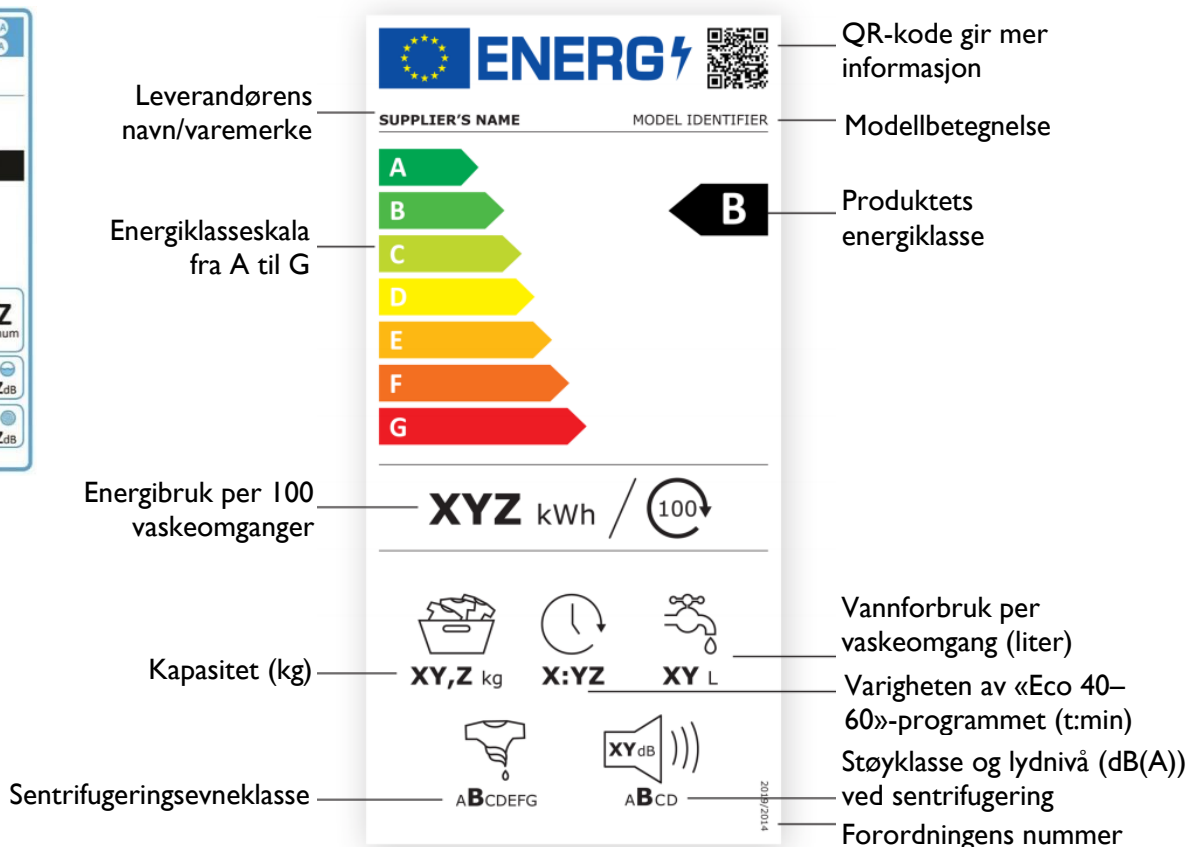 A
A
Z
dB
dB
QR-kode gir mer
informasjon
ENERG
Leverandørens
navn/varemerke
SUPPLIER'S NAME
MODEL IDENTIFIER
Modellbetegnelse
A
B
B
Produktets
energiklasse
Energiklasseskala
fra A til G
C
D
E
F
G
Energibruk per 100
vaskeomganger
XYZ kWh / 100
Vannforbruk per
vaskeomgang (liter)
Kapasitet (kg)
XY,Z kg
X:YZ
XY L
Varigheten av «Eco 40–
60»-programmet (t:min)
XYdB
Støyklasse og lydnivå (dB(A))
ved sentrifugering
Sentrifugeringsevneklasse
ABCDEFG
ABCD
2019/2014
Forordningens nummer